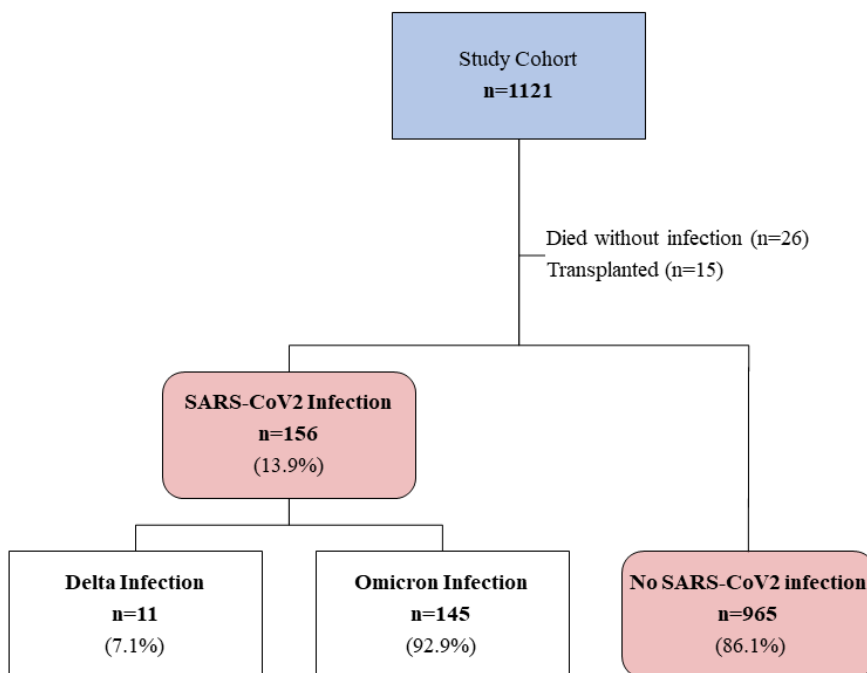 Study Cohort
n=1121
Died without infection (n=26)
Transplanted (n=15)
SARS-CoV2 Infection
n=156
(13.9%)
Delta Infection
n=11
(7.1%)
Omicron Infection
n=145
(92.9%)
No SARS-CoV2 infection
n=965
(86.1%)